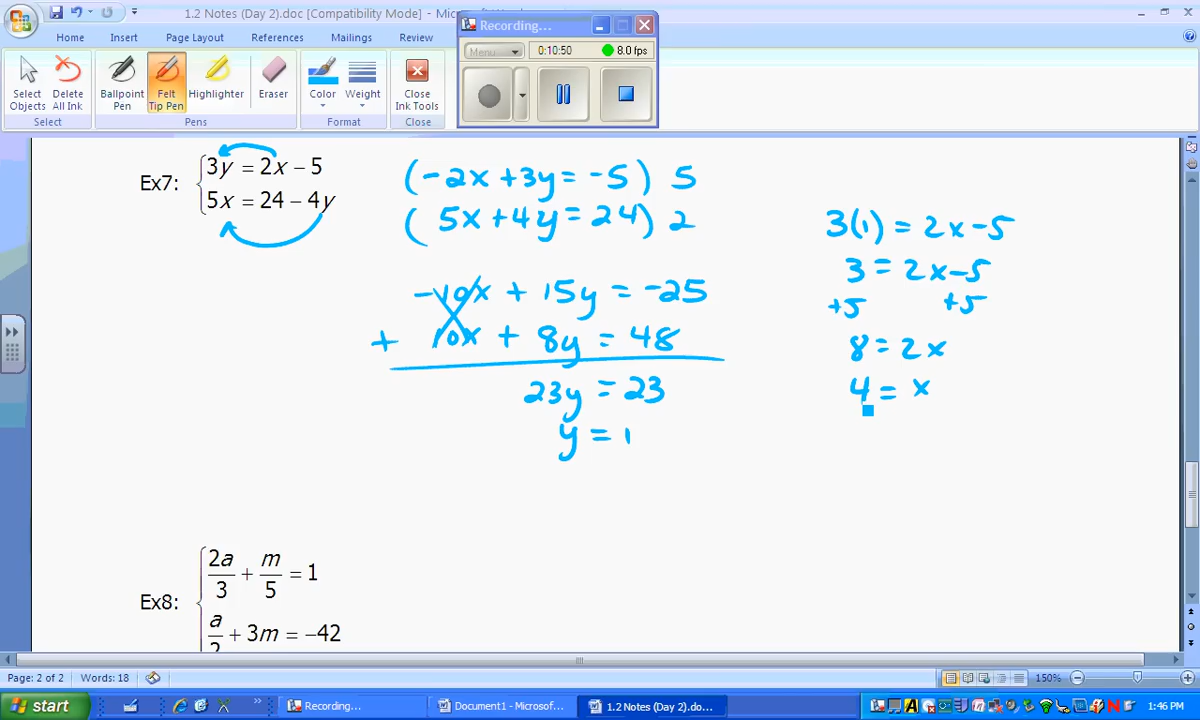 1.2 Notes (Day 2).doc [Compatibility Mode] - Micros
Recording...
Home Insert Page Layout References Mailings Review
Menu 0:10:50 8.0 fps
Select Objects
Delete All Ink
Ballpoint Pen
Felt Tip Pen
Highlighter
Eraser
Color
Weight
Close Ink Tools
Select Pens Format Close
Ex7: 3y = 2x − 5
5x = 24 − 4y
(-2x + 3y = -5) 5
( 5x + 4y = 24) 2
-10x + 15y = -25
+ 10x + 8y = 48
23y = 23
y = 1
3(1) = 2x - 5
3 = 2x - 5
+5 +5
8 = 2x
4 = x
Ex8: 2a/3 + m/5 = 1
a/2 + 3m = −42
Page: 2 of 2 Words: 18 150%
start Recording... Document1 - Microsof... 1.2 Notes (Day 2).do... 1:46 PM